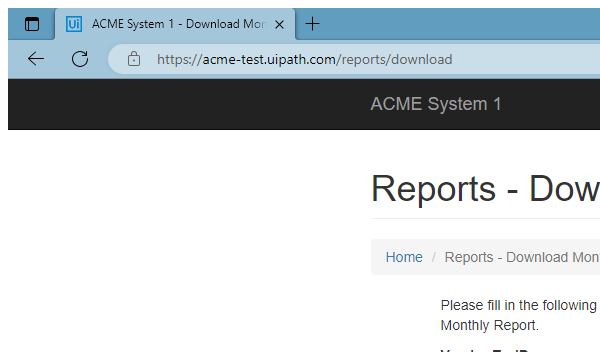 Ui ACME System 1 - Download Mon
https://acme-test.uipath.com/reports/download
ACME System 1
Reports - Dow
Home / Reports - Download Mon
Please fill in the following
Monthly Report.